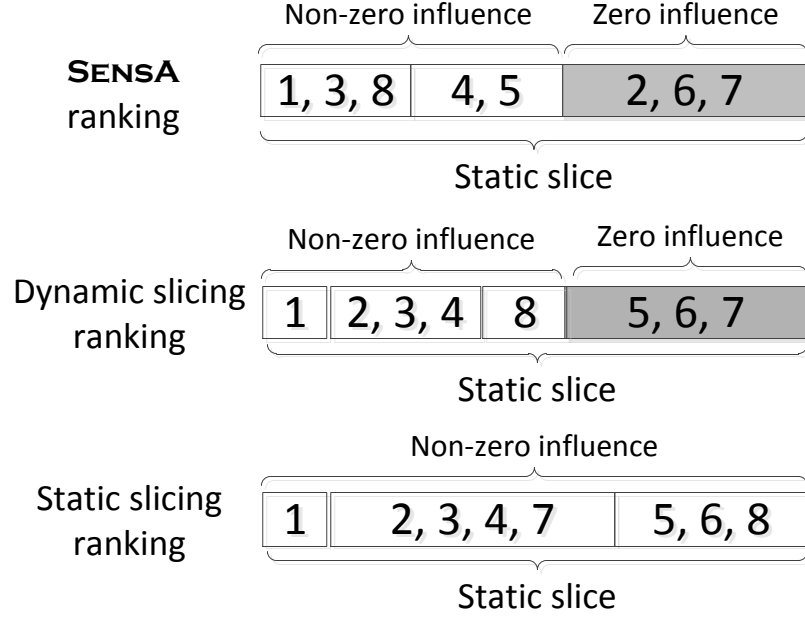 Non-zero influence Zero influence
SENSA
ranking
1, 3, 8 4, 5 2, 6, 7
Static slice
Non-zero influence Zero influence
Dynamic slicing
ranking
1 2, 3, 4 8 5, 6, 7
Static slice
Non-zero influence
Static slicing
ranking
1 2, 3, 4, 7 5, 6, 8
Static slice